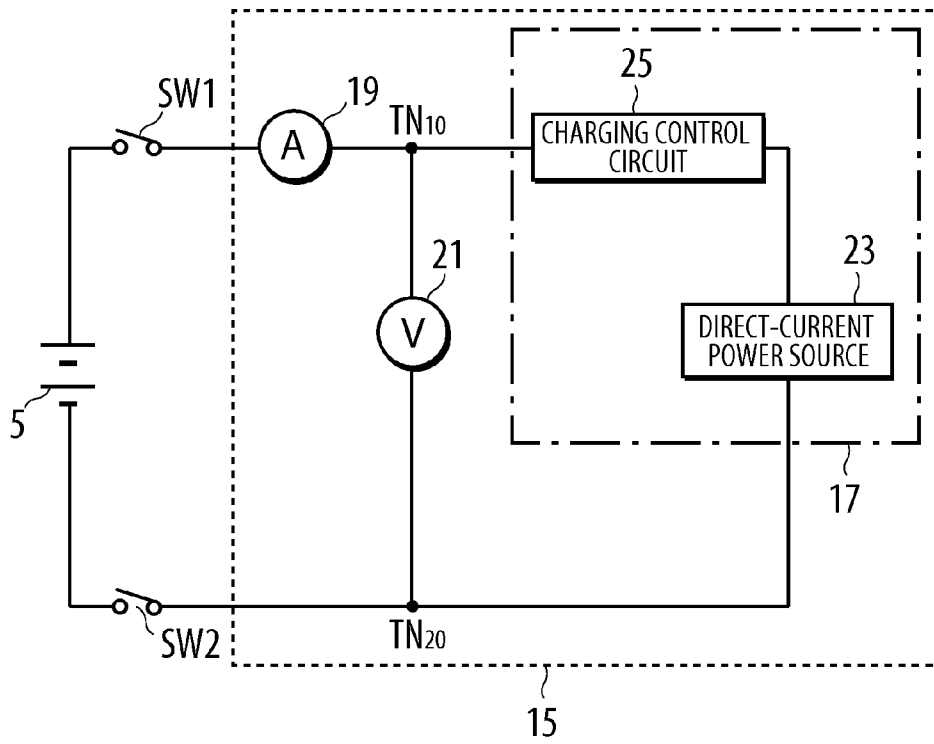 25
SW1
19
TN10
CHARGING CONTROL
CIRCUIT
A
21
23
V
DIRECT-CURRENT
POWER SOURCE
5
17
SW2
TN20
15